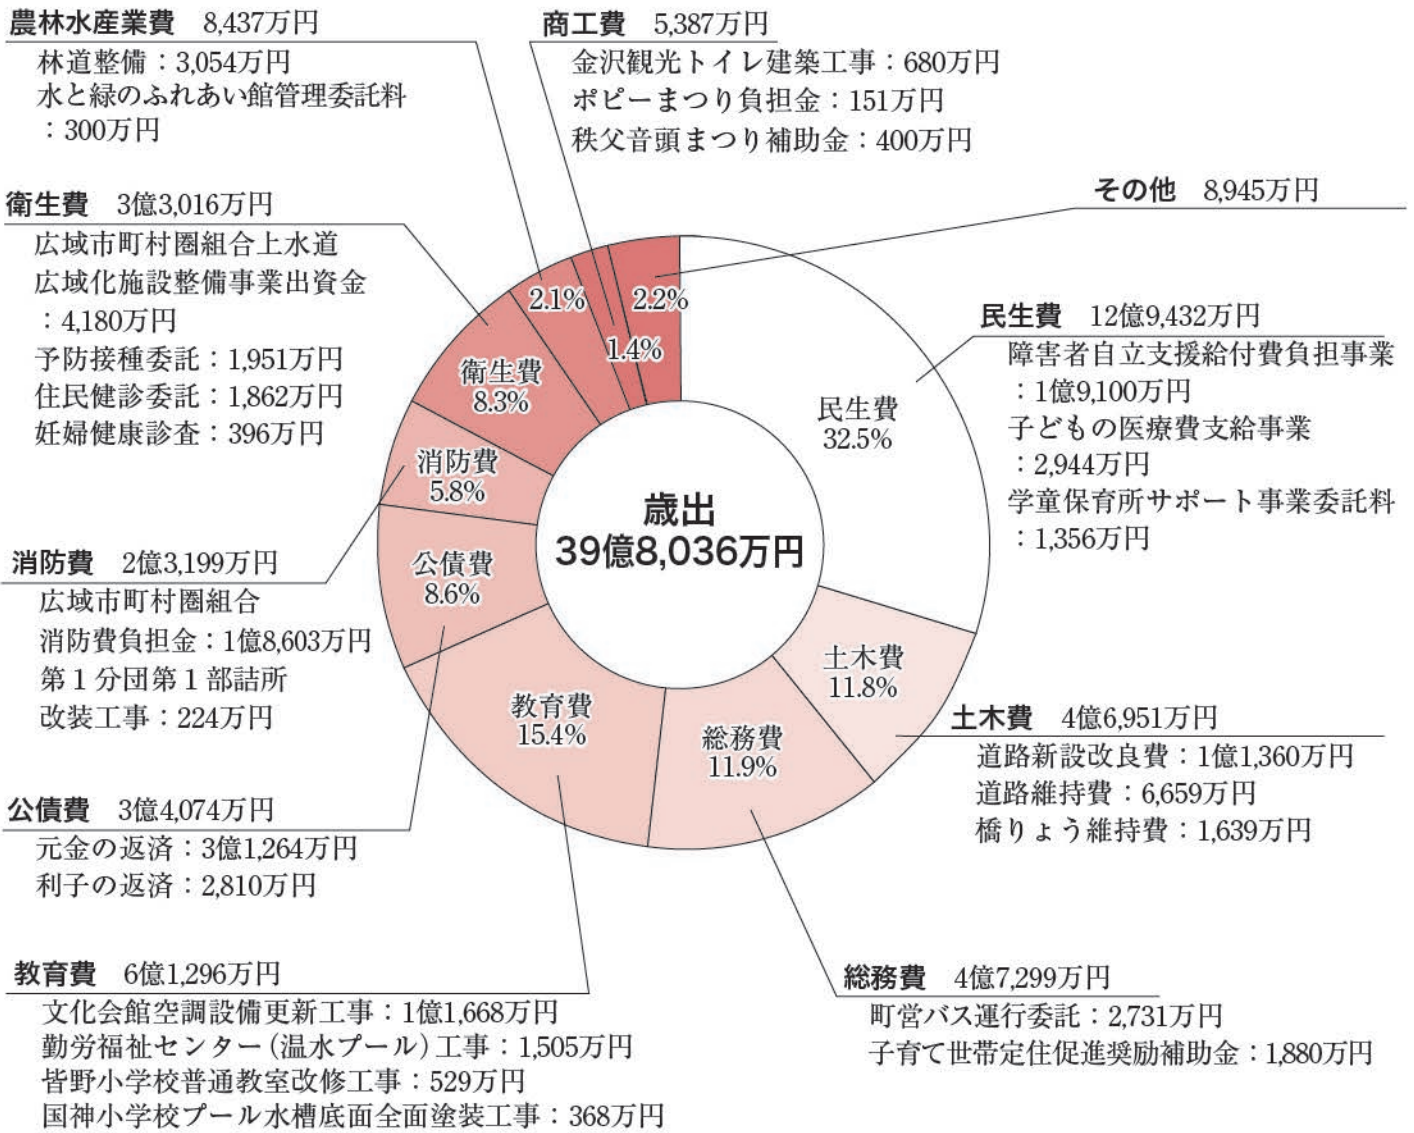 農林水産業費 8,437万円
林道整備：3,054万円
水と緑のふれあい館管理委託料
：300万円
商工費 5,387万円
金沢観光トイレ建築工事：680万円
ポピーまつり負担金：151万円
秩父音頭まつり補助金：400万円
その他 8,945万円
衛生費 3億3,016万円
広域市町村圏組合上水道
広域化施設整備事業出資金
：4,180万円
予防接種委託：1,951万円
住民健診委託：1,862万円
妊婦健康診査：396万円
民生費 12億9,432万円
障害者自立支援給付費負担事業
：1億9,100万円
子どもの医療費支給事業
：2,944万円
学童保育所サポート事業委託料
：1,356万円
2.1%
1.4%
2.2%
衛生費
8.3%
民生費
32.5%
消防費
5.8%
歳出
39億8,036万円
公債費
8.6%
土木費
11.8%
教育費
15.4%
総務費
11.9%
消防費 2億3,199万円
広域市町村圏組合
消防費負担金：1億8,603万円
第1分団第1部詰所
改装工事：224万円
土木費 4億6,951万円
道路新設改良費：1億1,360万円
道路維持費：6,659万円
橋りょう維持費：1,639万円
公債費 3億4,074万円
元金の返済：3億1,264万円
利子の返済：2,810万円
教育費 6億1,296万円
文化会館空調設備更新工事：1億1,668万円
勤労福祉センター(温水プール)工事：1,505万円
皆野小学校普通教室改修工事：529万円
国神小学校プール水槽底面全面塗装工事：368万円
総務費 4億7,299万円
町営バス運行委託：2,731万円
子育て世帯定住促進奨励補助金：1,880万円